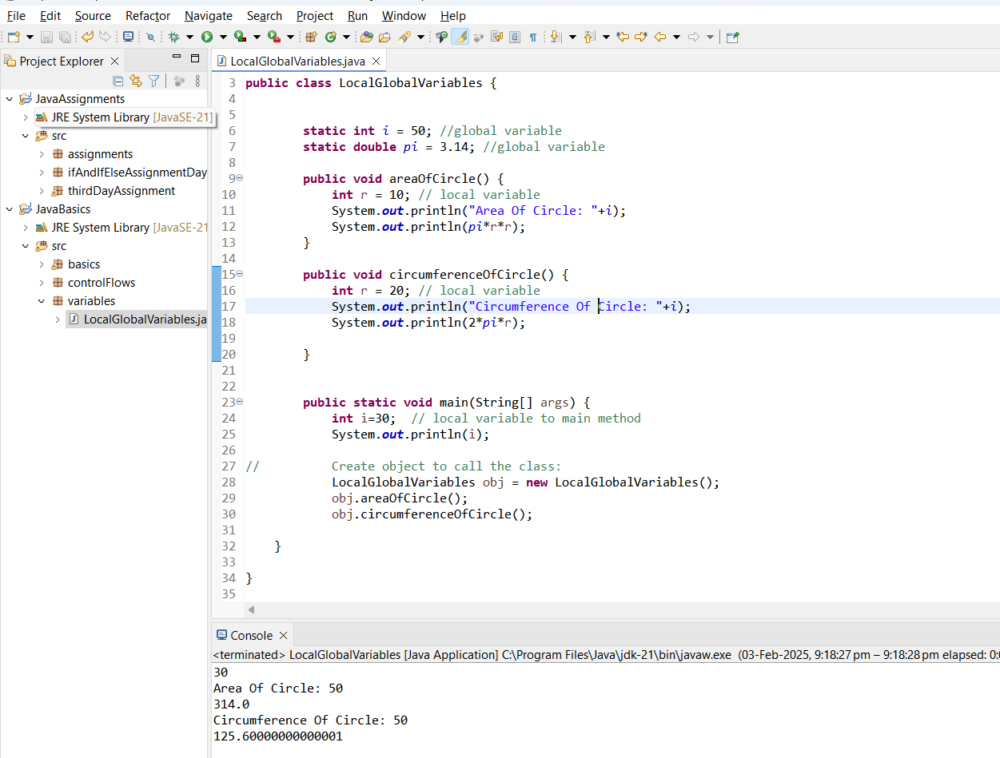 File Edit Source Refactor Navigate Search Project Run Window Help
Project Explorer
JavaAssignments
JRE System Library [JavaSE-21]
src
assignments
ifAndIfElseAssignmentDay
thirdDayAssignment
JavaBasics
JRE System Library [JavaSE-21
src
basics
controlFlows
variables
LocalGlobalVariables.ja
LocalGlobalVariables.java
3 public class LocalGlobalVariables {
4
5
6 static int i = 50; //global variable
7 static double pi = 3.14; //global variable
8
9 public void areaOfCircle() {
10 int r = 10; // local variable
11 System.out.println("Area Of Circle: "+i);
12 System.out.println(pi*r*r);
13 }
14
15 public void circumferenceOfCircle() {
16 int r = 20; // local variable
17 System.out.println("Circumference Of Circle: "+i);
18 System.out.println(2*pi*r);
19
20 }
21
22
23 public static void main(String[] args) {
24 int i=30; // local variable to main method
25 System.out.println(i);
26
27 // Create object to call the class:
28 LocalGlobalVariables obj = new LocalGlobalVariables();
29 obj.areaOfCircle();
30 obj.circumferenceOfCircle();
31
32 }
33
34 }
35
Console
<terminated> LocalGlobalVariables [Java Application] C:\Program Files\Java\jdk-21\bin\javaw.exe (03-Feb-2025, 9:18:27 pm – 9:18:28 pm elapsed: 0:0
30
Area Of Circle: 50
314.0
Circumference Of Circle: 50
125.60000000000001